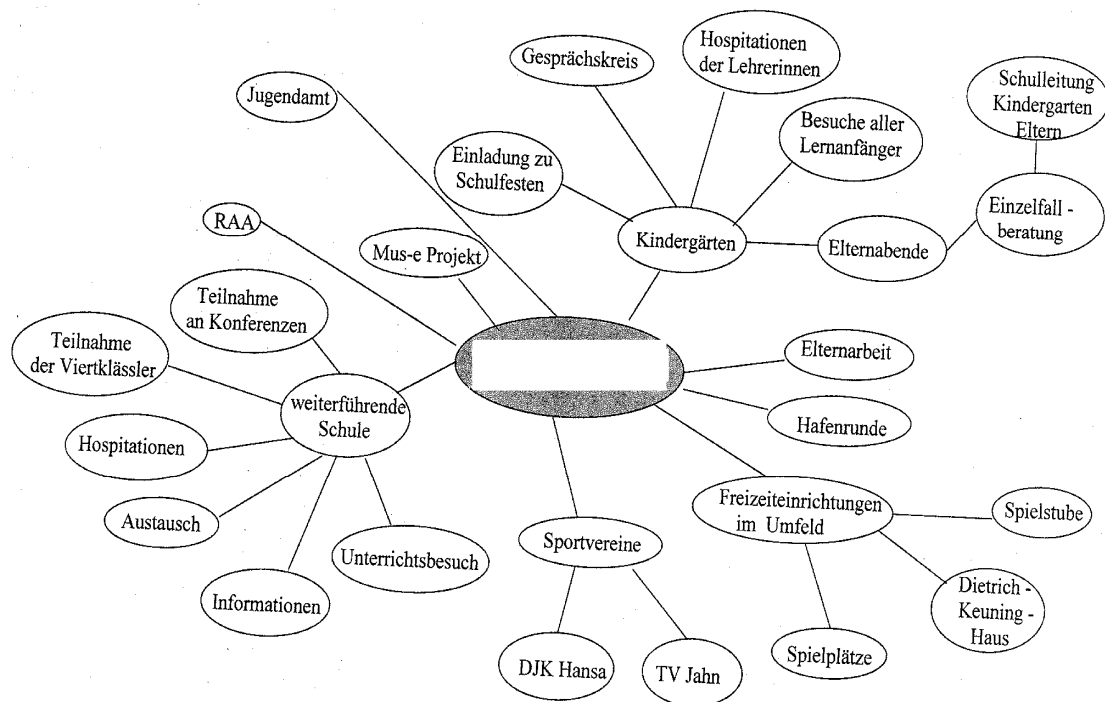 Jugendamt
Gesprächskreis
Hospitationen
der Lehrerinnen
Schulleitung
Kindergarten
Eltern
Besuche aller
Lernanfänger
Einladung zu
Schulfesten
RAA
Mus-e Projekt
Kindergärten
Elternabende
Einzelfall -
beratung
Teilnahme
an Konferenzen
Teilnahme
der Viertklässler
weiterführende
Schule
Hospitationen
Austausch
Informationen
Unterrichtsbesuch
Elternarbeit
Hafenrunde
Freizeiteinrichtungen
im Umfeld
Spielstube
Dietrich -
Keuning -
Haus
Spielplätze
Sportvereine
DJK Hansa
TV Jahn